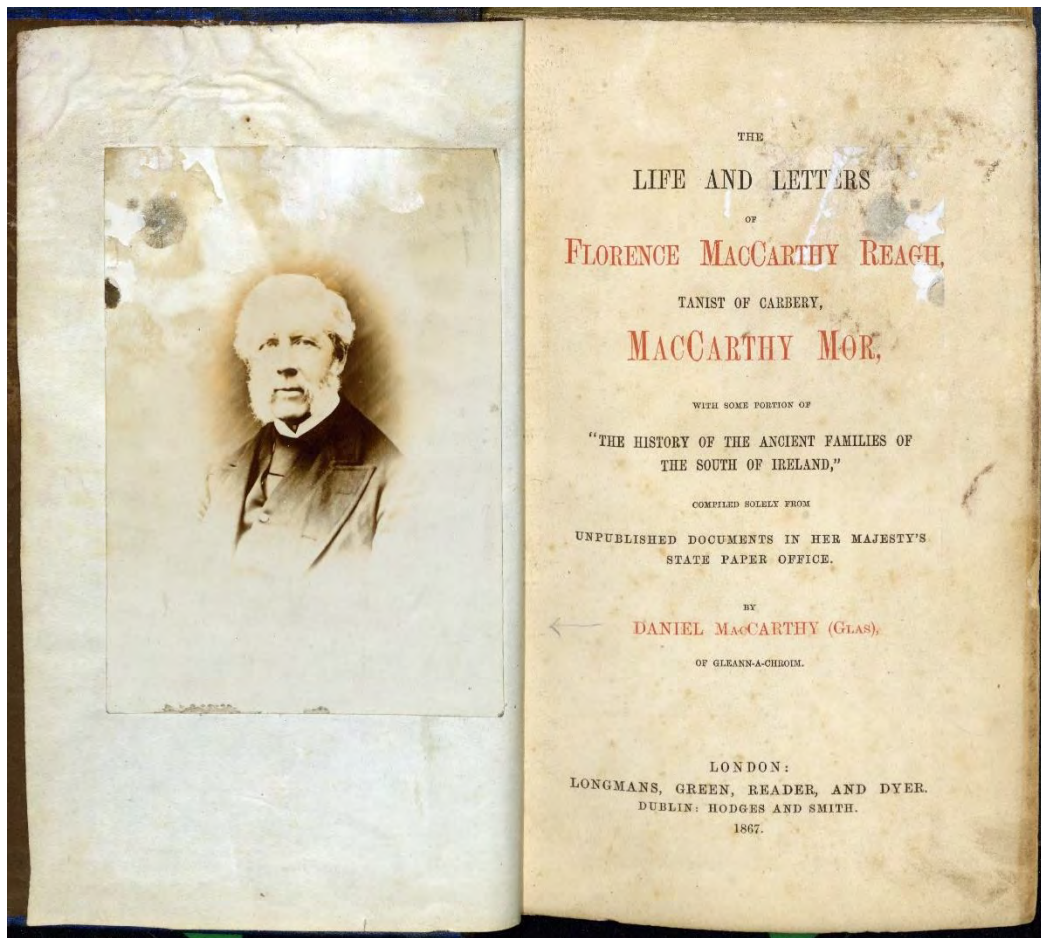 THE
LIFE AND LETTERS
OF
FLORENCE MACCARTHY REAGH,
TANIST OF CARBERY,
MACCARTHY MOR,
WITH SOME PORTION OF
"THE HISTORY OF THE ANCIENT FAMILIES OF
THE SOUTH OF IRELAND,"
COMPILED SOLELY FROM
UNPUBLISHED DOCUMENTS IN HER MAJESTY'S
STATE PAPER OFFICE.
BY
DANIEL MACCARTHY (GLAS),
OF GLEANN-A-CHROIM.
LONDON:
LONGMANS, GREEN, READER, AND DYER.
DUBLIN: HODGES AND SMITH.
1867.